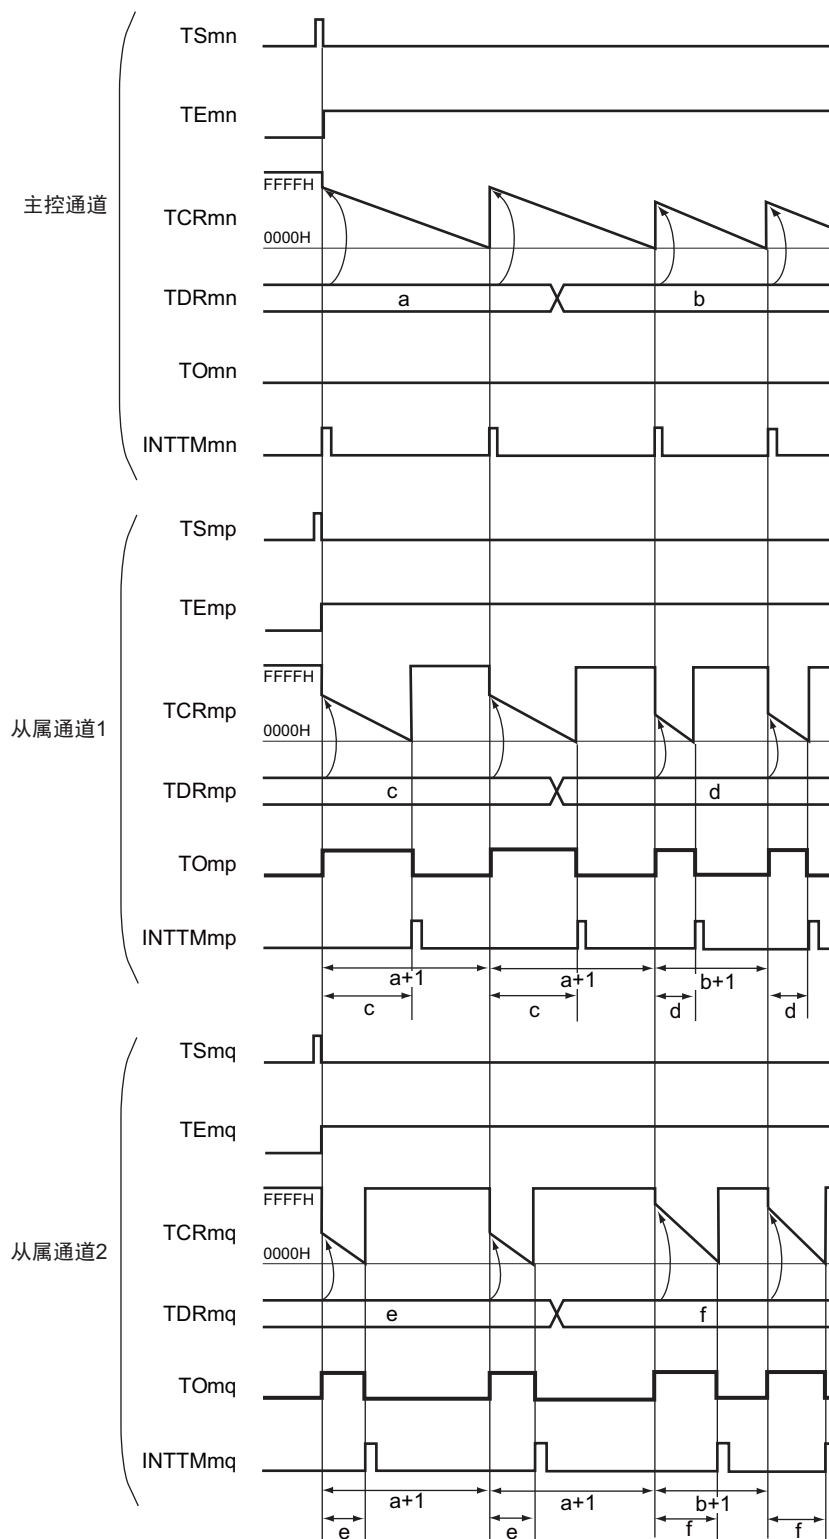 TSmn
TEmn
主控通道
FFFFH
TCRmn
0000H
TDRmn
a
b
TOmn
INTTMmn
TSmp
TEmp
从属通道1
FFFFH
TCRmp
0000H
TDRmp
c
d
TOmp
INTTMmp
a+1
a+1
b+1
c
c
d
d
TSmq
TEmq
从属通道2
FFFFH
TCRmq
0000H
TDRmq
e
f
TOmq
INTTMmq
a+1
a+1
b+1
e
e
f
f